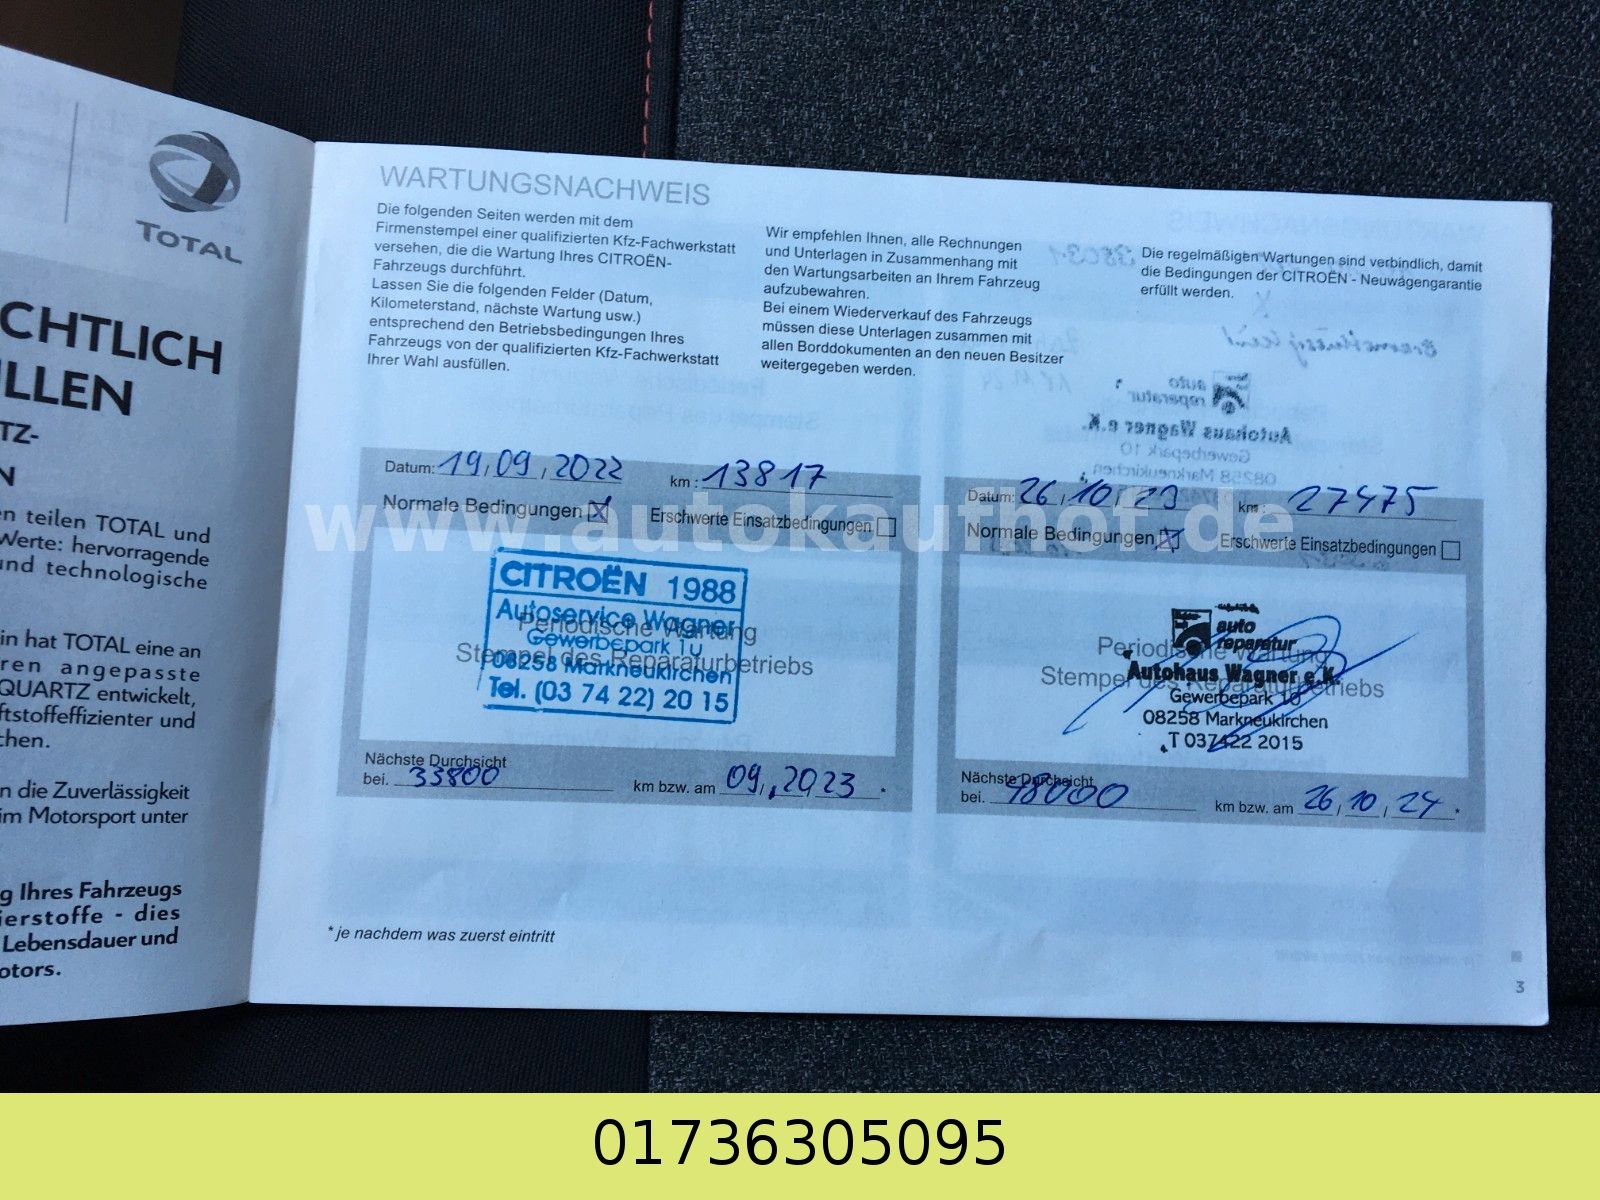 TOTAL
CHTLICH
ÜLLEN
TZ-
N
en teilen TOTAL und
Werte: hervorragende
und technologische
in hat TOTAL eine an
ren angepasste
QUARTZ entwickelt,
ftstoffeffizienter und
chen.
n die Zuverlässigkeit
im Motorsport unter
g Ihres Fahrzeugs
ierstoffe - dies
Lebensdauer und
otors.
WARTUNGSNACHWEIS
Die folgenden Seiten werden mit dem
Firmenstempel einer qualifizierten Kfz-Fachwerkstatt
versehen, die die Wartung Ihres CITROËN-
Fahrzeugs durchführt.
Lassen Sie die folgenden Felder (Datum,
Kilometerstand, nächste Wartung usw.)
entsprechend den Betriebsbedingungen Ihres
Fahrzeugs von der qualifizierten Kfz-Fachwerkstatt
Ihrer Wahl ausfüllen.
Wir empfehlen Ihnen, alle Rechnungen
und Unterlagen in Zusammenhang mit
den Wartungsarbeiten an Ihrem Fahrzeug
aufzubewahren.
Bei einem Wiederverkauf des Fahrzeugs
müssen diese Unterlagen zusammen mit
allen Borddokumenten an den neuen Besitzer
weitergegeben werden.
Die regelmäßigen Wartungen sind verbindlich, damit
die Bedingungen der CITROËN - Neuwagengarantie
erfüllt werden.
Datum: 19,09,2022 km: 13817
Normale Bedingungen Erschwerte Einsatzbedingungen
CITROËN 1988
Autoservice Wagner
Gewerbepark 10
08258 Markneukirchen
Tel. (03 74 22) 20 15
Periodische Wartung
Stempel des Reparaturbetriebs
Nächste Durchsicht
bei. 33800 km bzw. am 09,2023 *
Datum: 26/10/23 km: 27475
Normale Bedingungen Erschwerte Einsatzbedingungen
auto
reparatur
Autohaus Wagner e.K.
Gewerbepark 10
08258 Markneukirchen
T 037422 2015
Periodische Wartung
Stempel des Reparaturbetriebs
Nächste Durchsicht
bei. 48000 km bzw. am 26/10/24 *
* je nachdem was zuerst eintritt
3
www.autokaufhof.de
01736305095